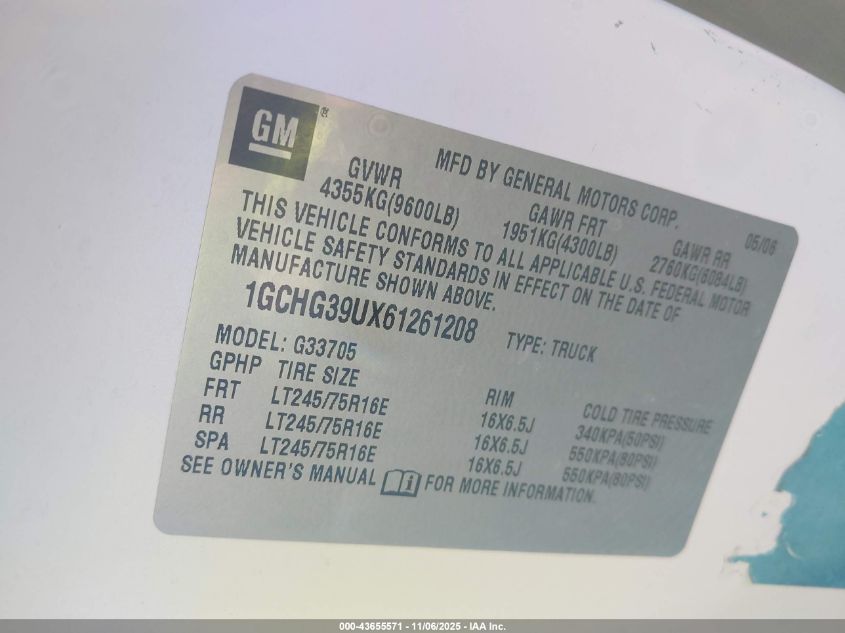 GM ®
MFD BY GENERAL MOTORS CORP. 05/06
GVWR GAWR FRT GAWR RR
4355KG(9600LB) 1951KG(4300LB) 2760KG(6084LB)
THIS VEHICLE CONFORMS TO ALL APPLICABLE U.S. FEDERAL MOTOR
VEHICLE SAFETY STANDARDS IN EFFECT ON THE DATE OF
MANUFACTURE SHOWN ABOVE.
1GCHG39UX61261208 TYPE: TRUCK
MODEL: G33705
GPHP TIRE SIZE RIM COLD TIRE PRESSURE
FRT LT245/75R16E 16X6.5J 340KPA(50PSI)
RR LT245/75R16E 16X6.5J 550KPA(80PSI)
SPA LT245/75R16E 16X6.5J 550KPA(80PSI)
SEE OWNER'S MANUAL i FOR MORE INFORMATION.
000-43655571 - 11/06/2025 - IAA Inc.